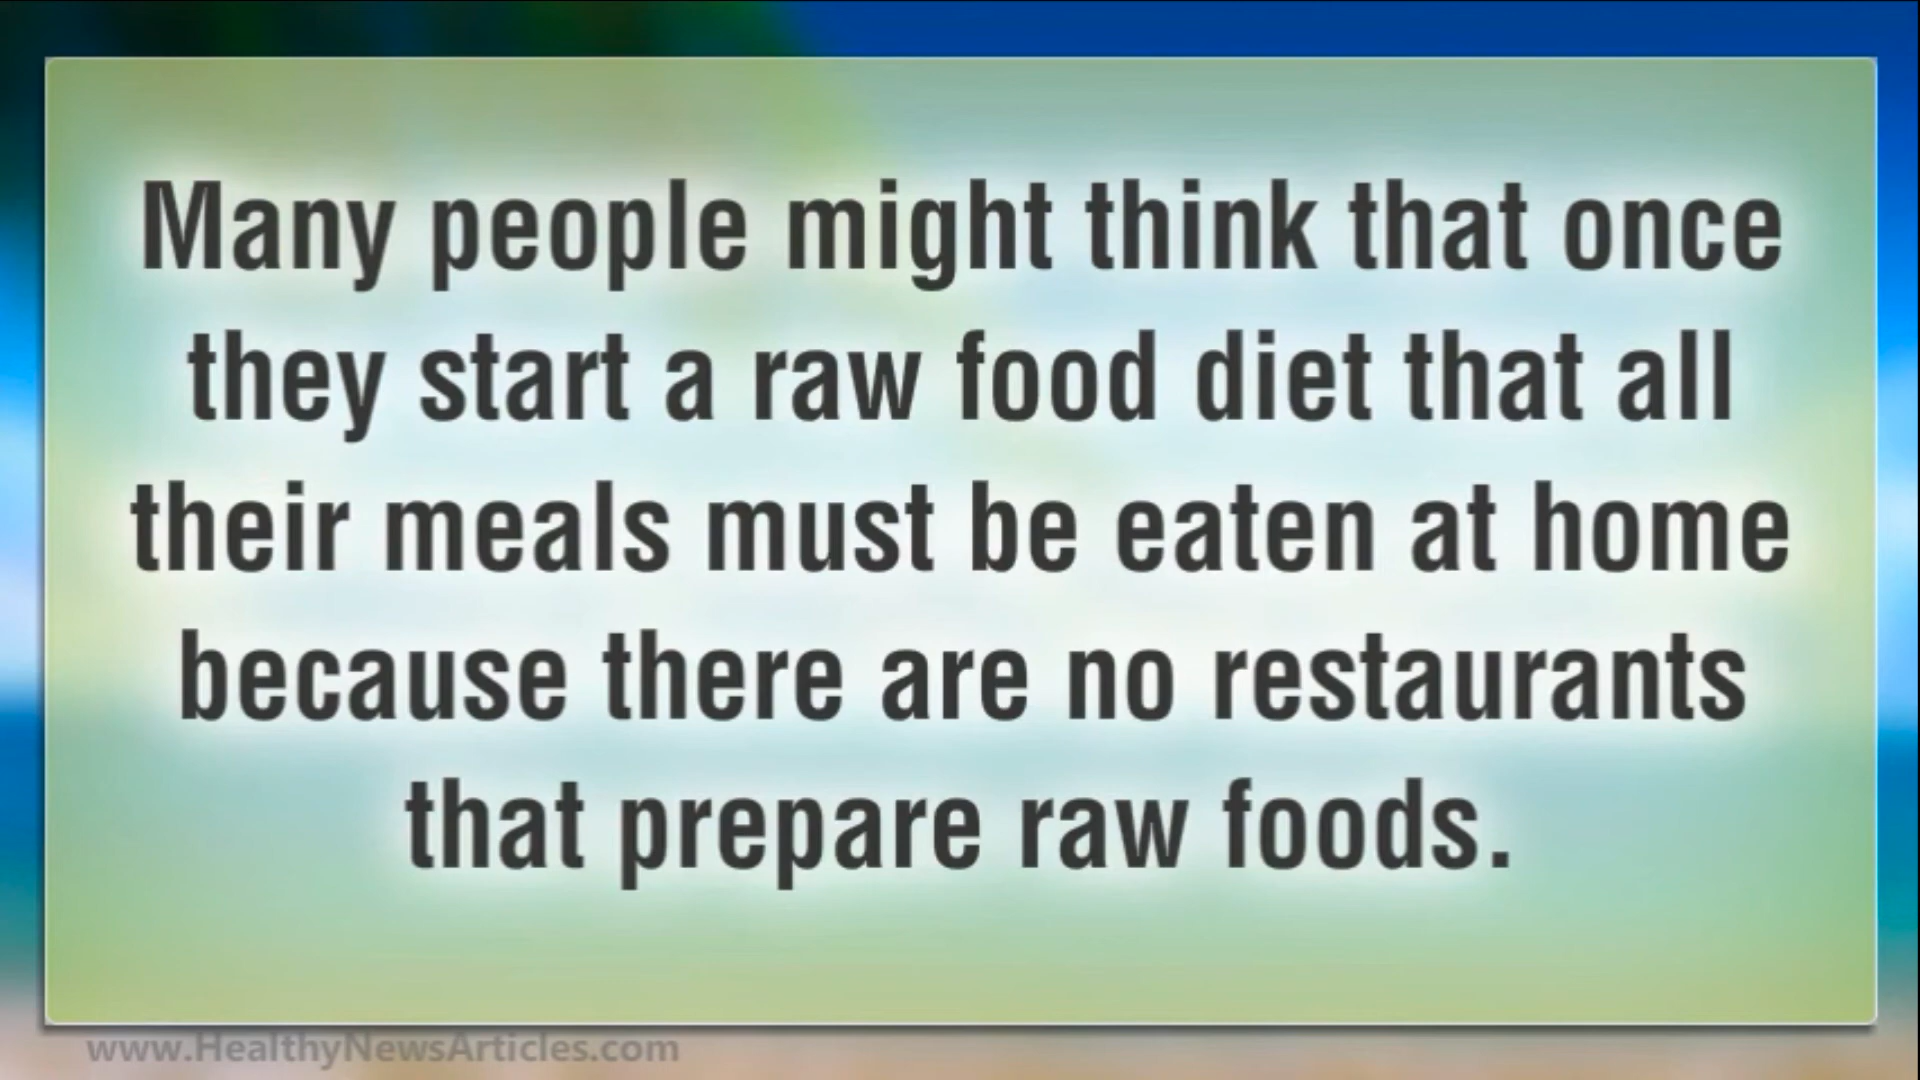 Many people might think that once
they start a raw food diet that all
their meals must be eaten at home
because there are no restaurants
that prepare raw foods.
www.HealthyNewsArticles.com